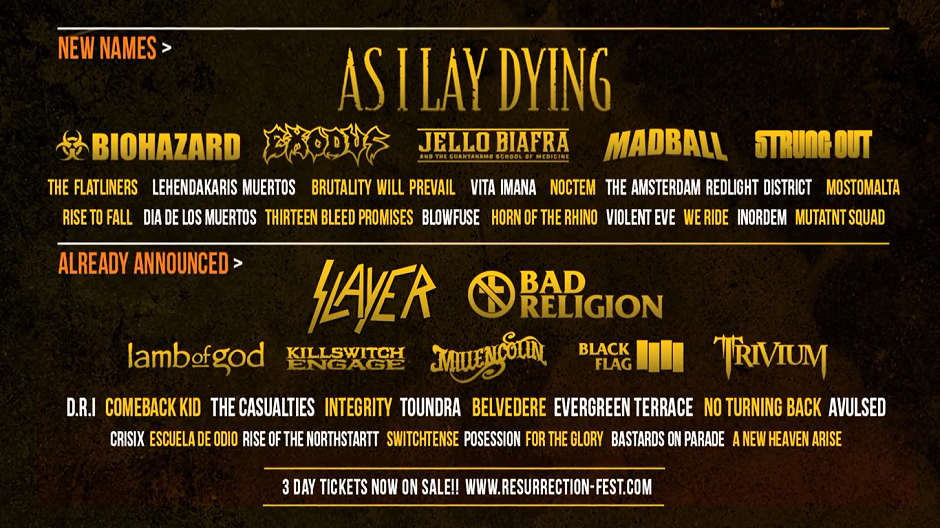 NEW NAMES >
AS I LAY DYING
BIOHAZARD EXODUS JELLO BIAFRA MADBALL STRUNG OUT
AND THE GUANTANAMO SCHOOL OF MEDICINE
THE FLATLINERS LEHENDAKARIS MUERTOS BRUTALITY WILL PREVAIL VITA IMANA NOCTEM THE AMSTERDAM REDLIGHT DISTRICT MOSTOMALTA
RISE TO FALL DIA DE LOS MUERTOS THIRTEEN BLEED PROMISES BLOWFUSE HORN OF THE RHINO VIOLENT EVE WE RIDE INORDEM MUTATNT SQUAD
ALREADY ANNOUNCED >
SLAYER BAD RELIGION
lamb of god KILLSWITCH ENGAGE MILLENCOLIN BLACK FLAG TRIVIUM
D.R.I COMEBACK KID THE CASUALTIES INTEGRITY TOUNDRA BELVEDERE EVERGREEN TERRACE NO TURNING BACK AVULSED
CRISIX ESCUELA DE ODIO RISE OF THE NORTHSTARTT SWITCHTENSE POSESSION FOR THE GLORY BASTARDS ON PARADE A NEW HEAVEN ARISE
3 DAY TICKETS NOW ON SALE!! WWW.RESURRECTION-FEST.COM